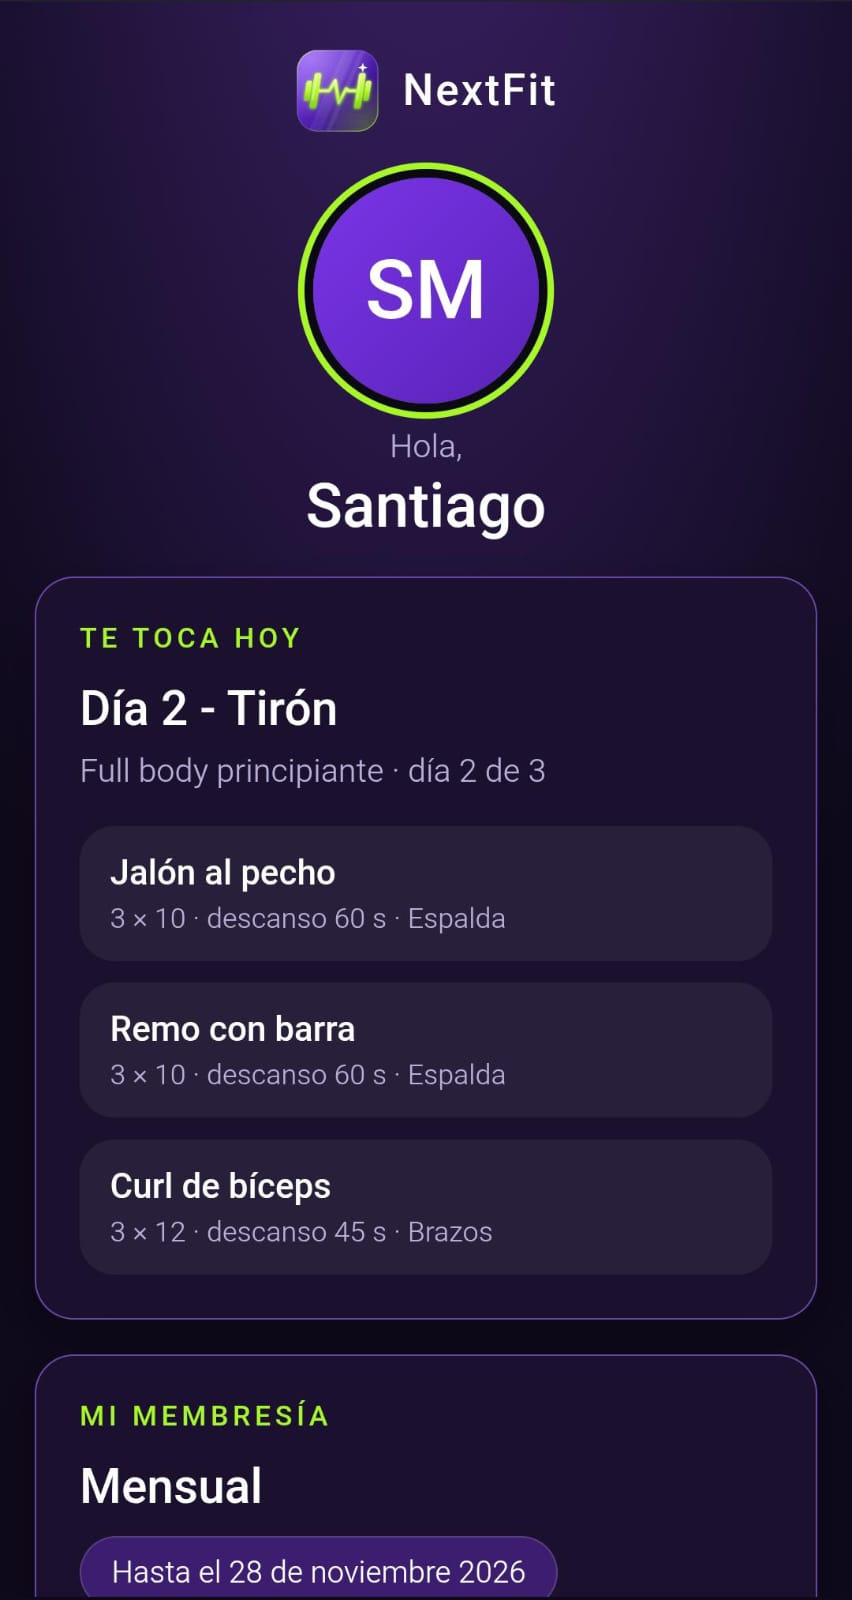 NextFit
SM
Hola,
Santiago
TE TOCA HOY
Día 2 - Tirón
Full body principiante · día 2 de 3
Jalón al pecho
3 × 10 · descanso 60 s · Espalda
Remo con barra
3 × 10 · descanso 60 s · Espalda
Curl de bíceps
3 × 12 · descanso 45 s · Brazos
MI MEMBRESÍA
Mensual
Hasta el 28 de noviembre 2026